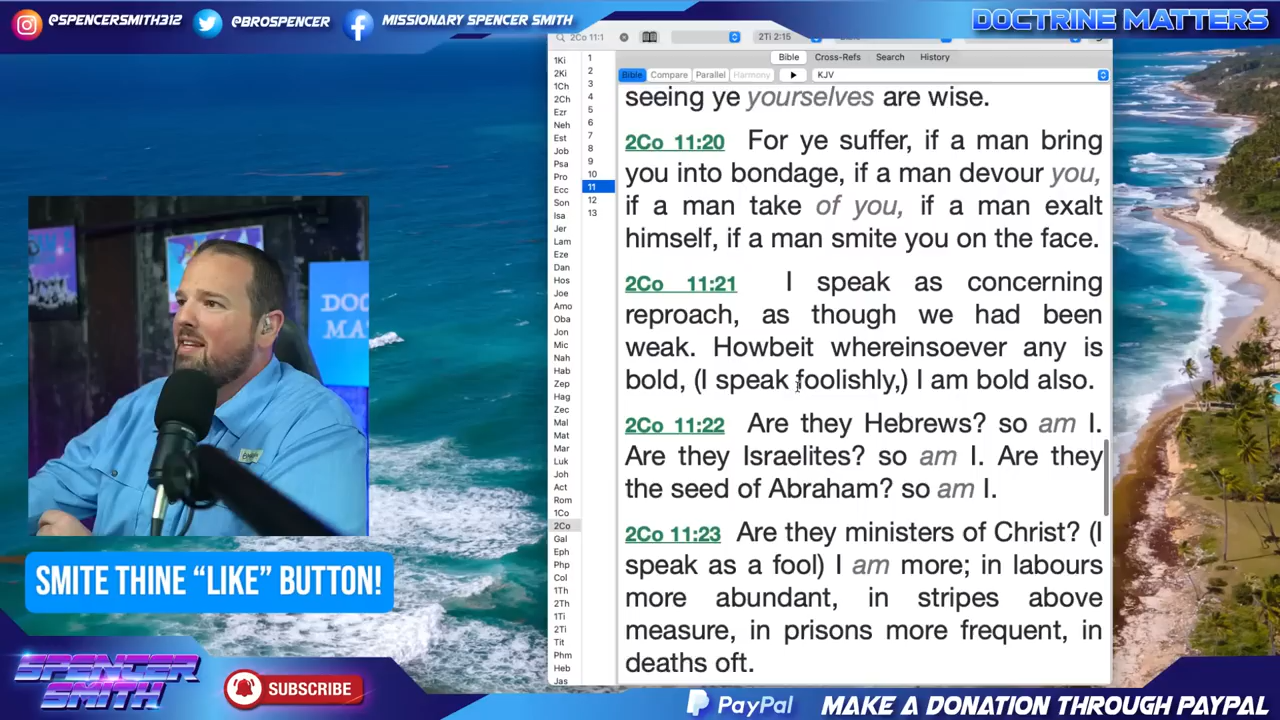 @SPENCERSMITH312
@BROSPENCER
MISSIONARY SPENCER SMITH
DOCTRINE MATTERS
2Co 11:1
2Ti 2:15
Bible Cross-Refs Search History
Bible Compare Parallel Harmony
KJV
1Ki
2Ki
1Ch
2Ch
Ezr
Neh
Est
Job
Psa
Pro
Ecc
Son
Isa
Jer
Lam
Eze
Dan
Hos
Joe
Amo
Oba
Jon
Mic
Nah
Hab
Zep
Hag
Zec
Mal
Mat
Mar
Luk
Joh
Act
Rom
1Co
2Co
Gal
Eph
Php
Col
1Th
2Th
1Ti
2Ti
Tit
Phm
Heb
Jas
1
2
3
4
5
6
7
8
9
10
11
12
13
seeing ye yourselves are wise.
2Co 11:20 For ye suffer, if a man bring
you into bondage, if a man devour you,
if a man take of you, if a man exalt
himself, if a man smite you on the face.
2Co 11:21 I speak as concerning
reproach, as though we had been
weak. Howbeit whereinsoever any is
bold, (I speak foolishly,) I am bold also.
2Co 11:22 Are they Hebrews? so am I.
Are they Israelites? so am I. Are they
the seed of Abraham? so am I.
2Co 11:23 Are they ministers of Christ? (I
speak as a fool) I am more; in labours
more abundant, in stripes above
measure, in prisons more frequent, in
deaths oft.
DOC
MA
SMITE THINE “LIKE” BUTTON!
SPENCER
SMITH
SUBSCRIBE
PayPal
MAKE A DONATION THROUGH PAYPAL